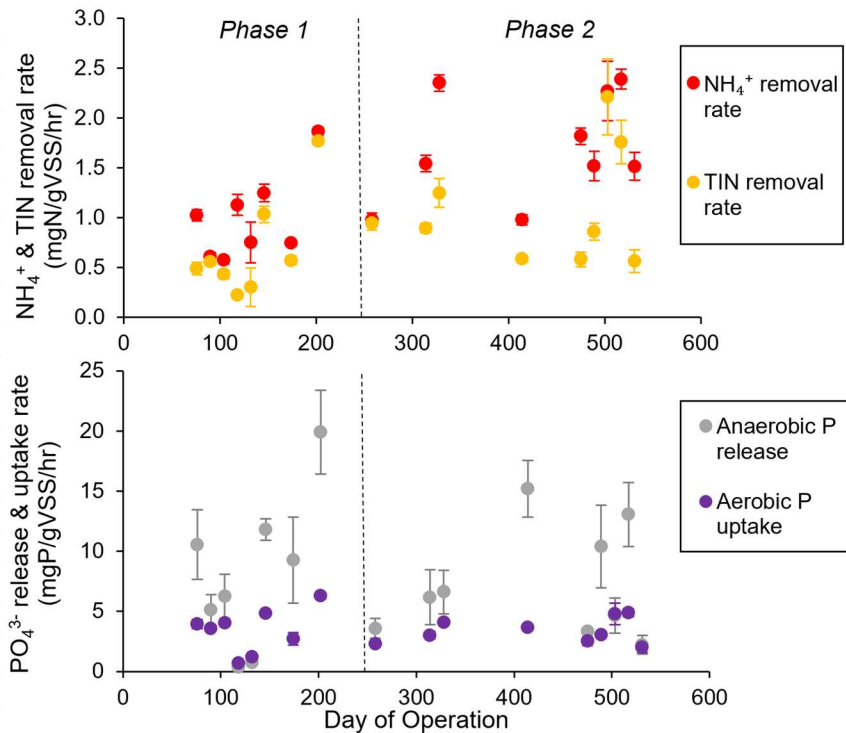 Phase 1
Phase 2
NH₄⁺ & TIN removal rate
(mgN/gVSS/hr)
3.0
2.5
2.0
1.5
1.0
0.5
0.0
0
100
200
300
400
500
600
NH₄⁺ removal
rate
TIN removal
rate
PO₄³⁻ release & uptake rate
(mgP/gVSS/hr)
25
20
15
10
5
0
0
100
200
300
400
500
600
Day of Operation
Anaerobic P
release
Aerobic P
uptake